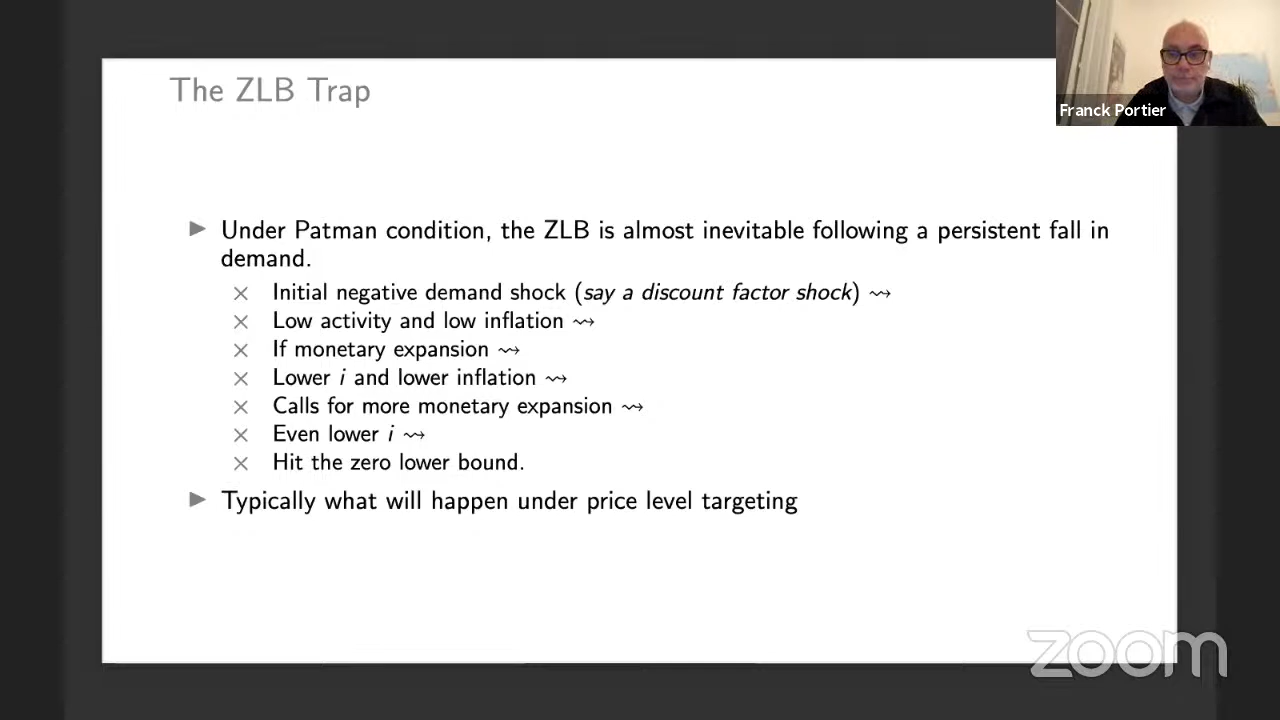 The ZLB Trap
Franck Portier
▶ Under Patman condition, the ZLB is almost inevitable following a persistent fall in
demand.
× Initial negative demand shock (say a discount factor shock) ⇝
× Low activity and low inflation ⇝
× If monetary expansion ⇝
× Lower i and lower inflation ⇝
× Calls for more monetary expansion ⇝
× Even lower i ⇝
× Hit the zero lower bound.
▶ Typically what will happen under price level targeting
zoom